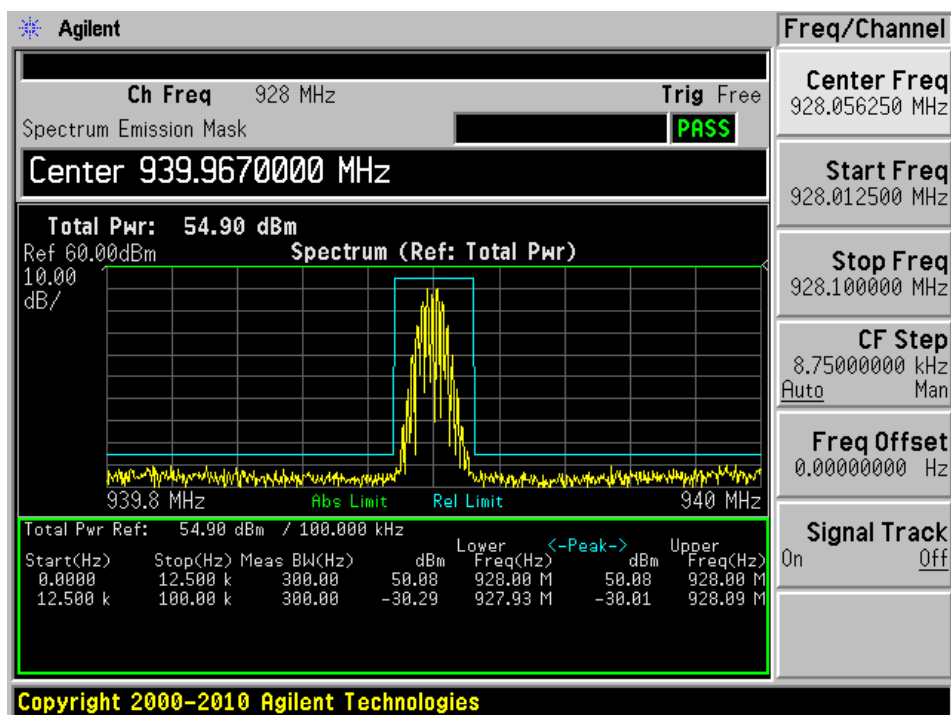 Agilent
Ch Freq 928 MHz Trig Free
Spectrum Emission Mask PASS
Center 939.9670000 MHz
Total Pwr: 54.90 dBm
Ref 60.00dBm Spectrum (Ref: Total Pwr)
10.00
dB/
939.8 MHz Abs Limit Rel Limit 940 MHz
Total Pwr Ref: 54.90 dBm / 100.000 kHz
Lower <-Peak-> Upper
Start(Hz) Stop(Hz) Meas BW(Hz) dBm Freq(Hz) dBm Freq(Hz)
0.0000 12.500 k 300.00 50.08 928.00 M 50.08 928.00 M
12.500 k 100.00 k 300.00 -30.29 927.93 M -30.01 928.09 M
Copyright 2000-2010 Agilent Technologies
Freq/Channel
Center Freq
928.056250 MHz
Start Freq
928.012500 MHz
Stop Freq
928.100000 MHz
CF Step
8.75000000 kHz
Auto Man
Freq Offset
0.00000000 Hz
Signal Track
On Off